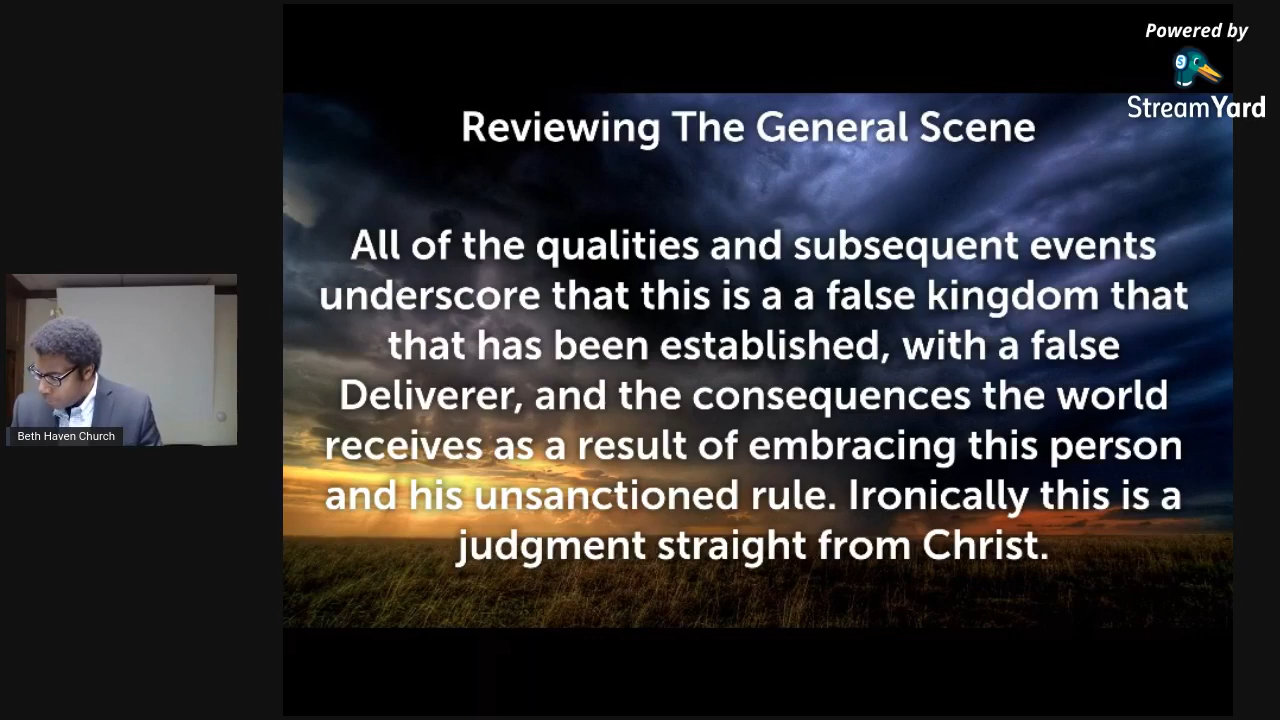 Powered by
StreamYard
Reviewing The General Scene
All of the qualities and subsequent events
underscore that this is a a false kingdom that
that has been established, with a false
Deliverer, and the consequences the world
receives as a result of embracing this person
and his unsanctioned rule. Ironically this is a
judgment straight from Christ.
Beth Haven Church